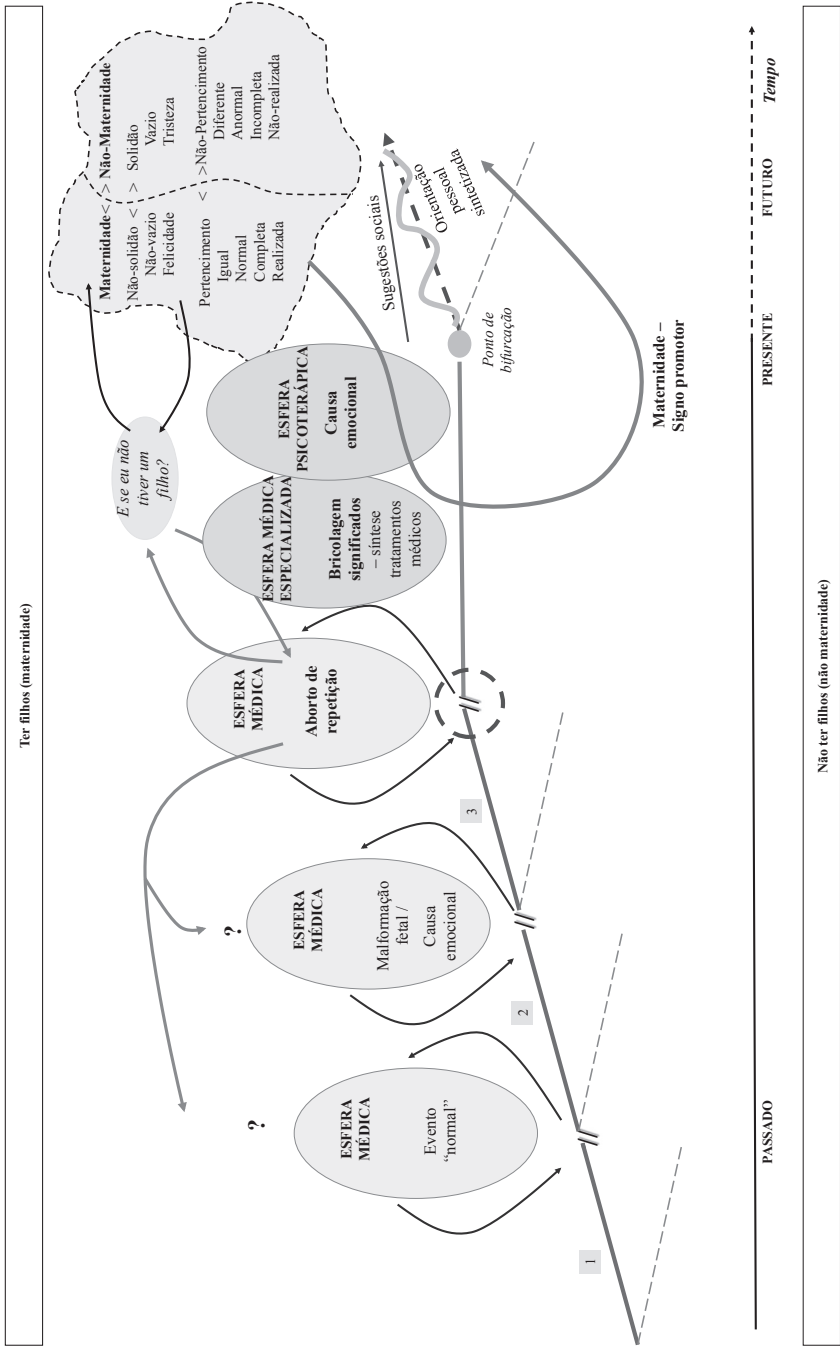 Ter filhos (maternidade)
?
ESFERA
MÉDICA
Evento
“normal”
1
?
ESFERA
MÉDICA
Malformação
fetal /
Causa
emocional
2
ESFERA
MÉDICA
Aborto de
repetição
3
E se eu não
tiver um
filho?
ESFERA MÉDICA
ESPECIALIZADA
Bricolagem
significados
– síntese
tratamentos
médicos
ESFERA
PSICOTERÁPICA
Causa
emocional
Maternidade< > Não-Maternidade
Não-solidão < > Solidão
Não-vazio Vazio
Felicidade Tristeza
Pertencimento < >Não-Pertencimento
Igual Diferente
Normal Anormal
Completa Incompleta
Realizada Não-realizada
Sugestões sociais
Orientação
pessoal
sintetizada
Ponto de
bifurcação
Maternidade –
Signo promotor
PASSADO PRESENTE FUTURO Tempo
Não ter filhos (não maternidade)